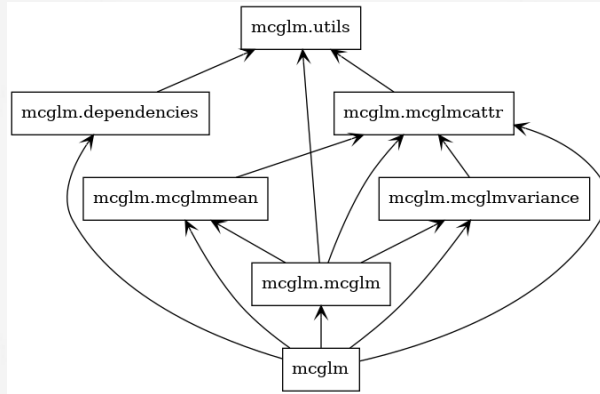 mcglm.utils
mcglm.dependencies
mcglm.mcglmcattr
mcglm.mcglmmean
mcglm.mcglmvariance
mcglm.mcglm
mcglm